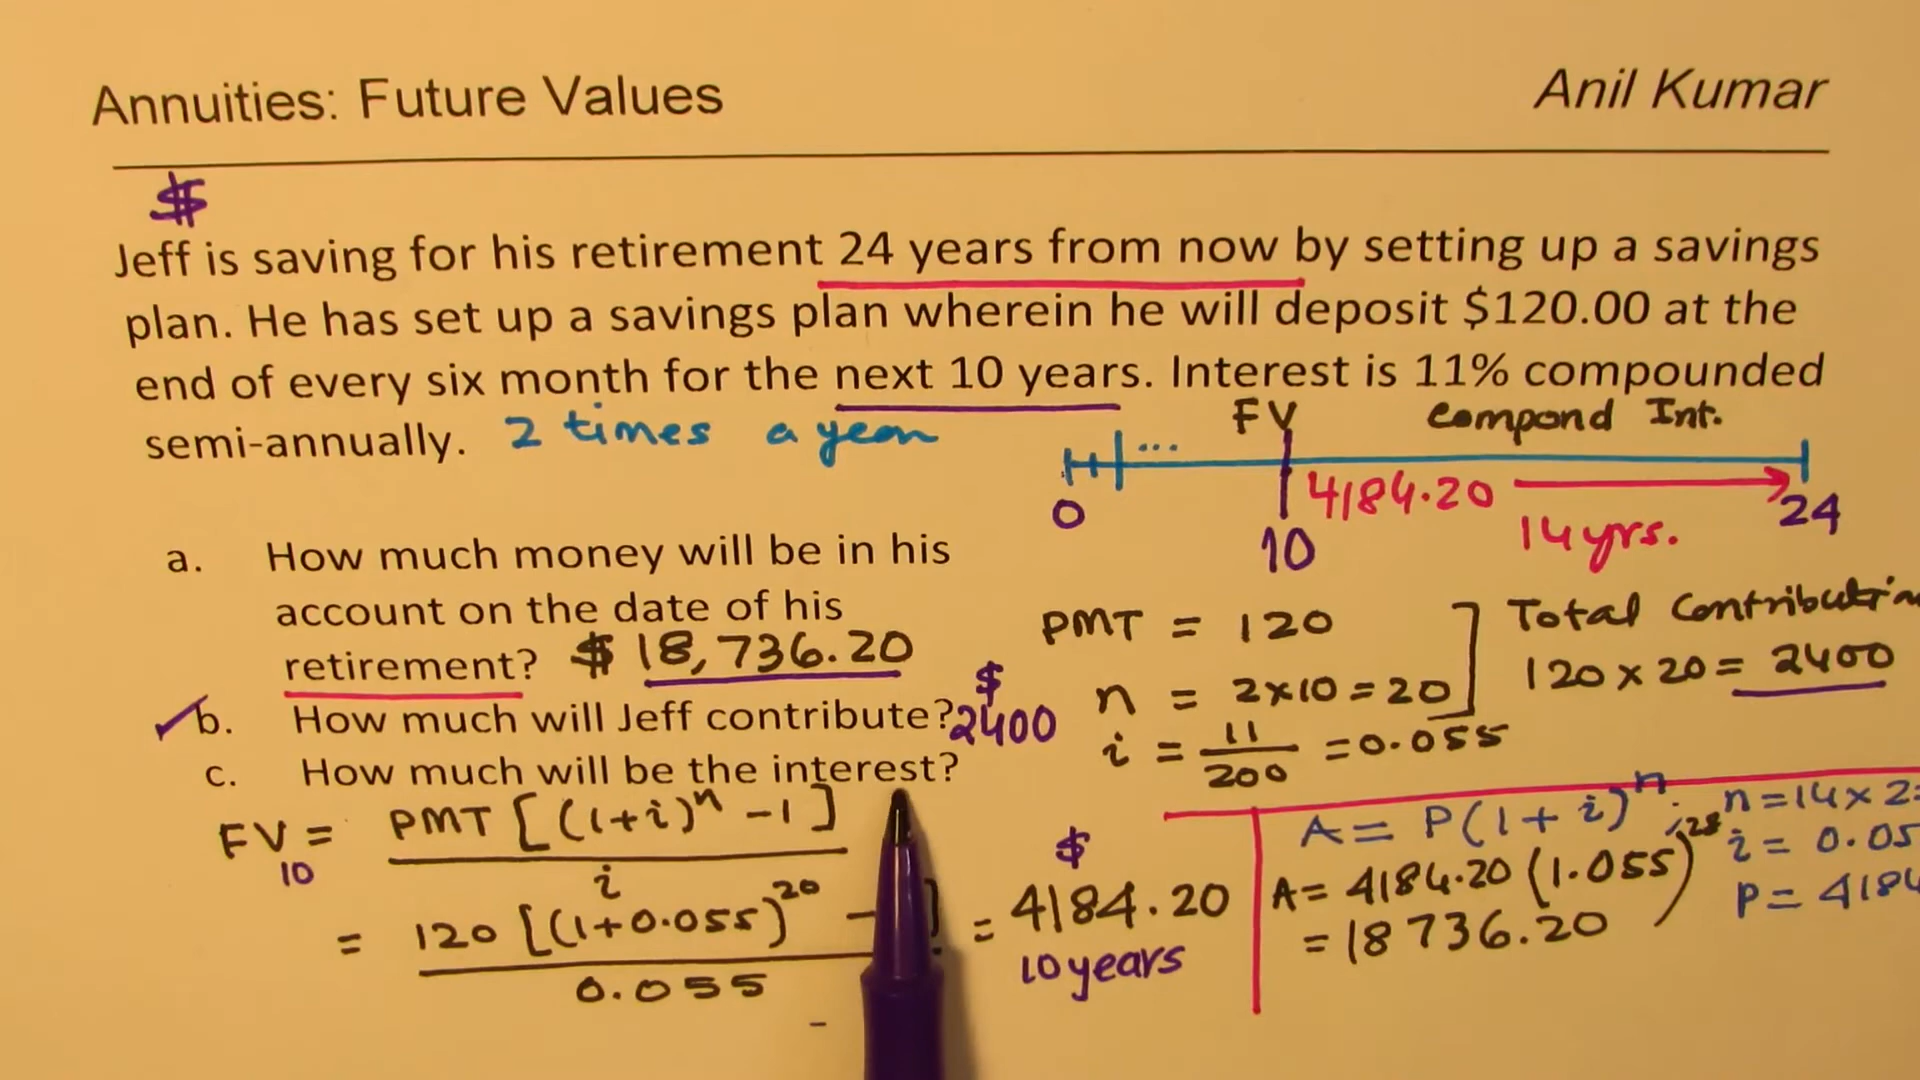 Annuities: Future Values
Anil Kumar
$
Jeff is saving for his retirement 24 years from now by setting up a savings
plan. He has set up a savings plan wherein he will deposit $120.00 at the
end of every six month for the next 10 years. Interest is 11% compounded
semi-annually. 2 times a year
FV Compond Int.
...
4184.20
0 10 14 yrs. 24
a. How much money will be in his
account on the date of his
retirement? $ 18,736.20
b. How much will Jeff contribute? $ 2400
c. How much will be the interest?
PMT = 120
n = 2x10 = 20
i = 11/200 = 0.055
Total Contribution
120 x 20 = 2400
FV10 = PMT [(1+i)^n - 1] / i
= 120 [(1+0.055)^20 - ] / 0.055 = $ 4184.20
10 years
A = P(1+i)^n, n = 14 x 2 =
A = 4184.20 (1.055)^28 i = 0.05
= 18736.20 P = 4184